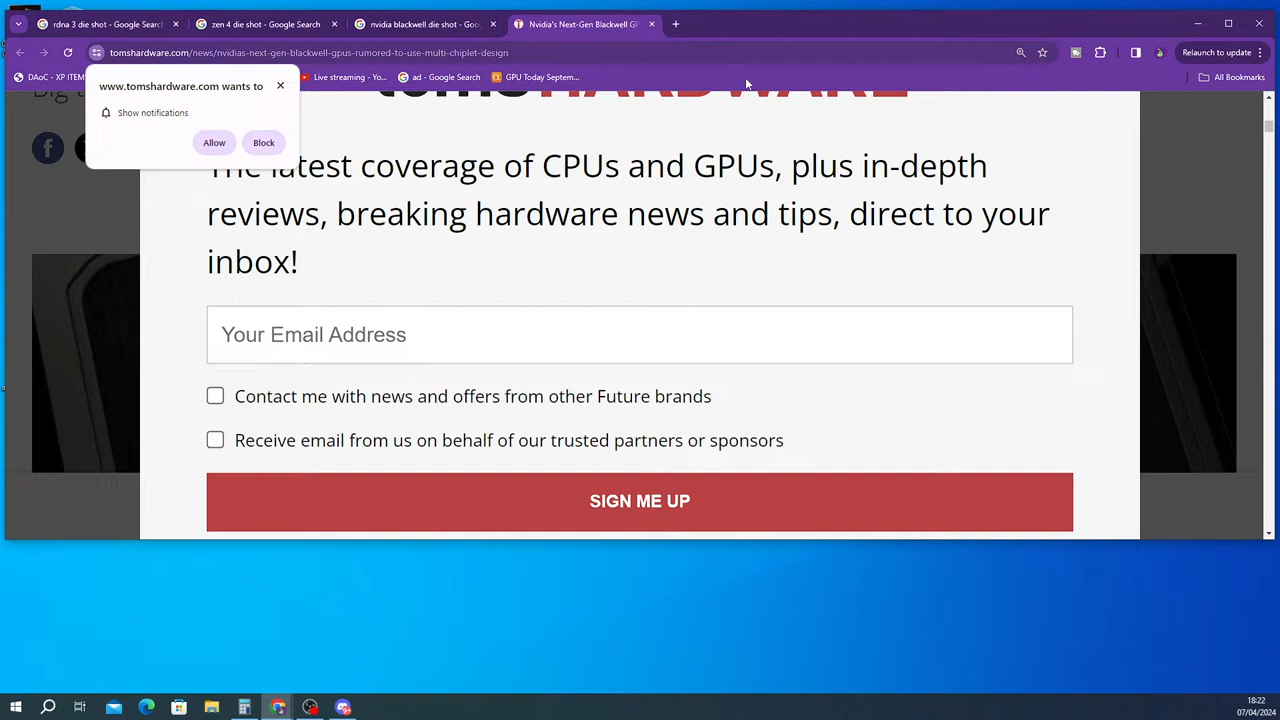 rdna 3 die shot - Google Search
zen 4 die shot - Google Search
nvidia blackwell die shot - Goo
Nvidia's Next-Gen Blackwell GP
tomshardware.com/news/nvidias-next-gen-blackwell-gpus-rumored-to-use-multi-chiplet-design
Relaunch to update
DAoC - XP ITEM
Live streaming - Yo...
ad - Google Search
GPU Today Septem...
All Bookmarks
www.tomshardware.com wants to
Show notifications
Allow
Block
tomsHARDWARE
The latest coverage of CPUs and GPUs, plus in-depth
reviews, breaking hardware news and tips, direct to your
inbox!
Your Email Address
Contact me with news and offers from other Future brands
Receive email from us on behalf of our trusted partners or sponsors
SIGN ME UP
18:22
07/04/2024